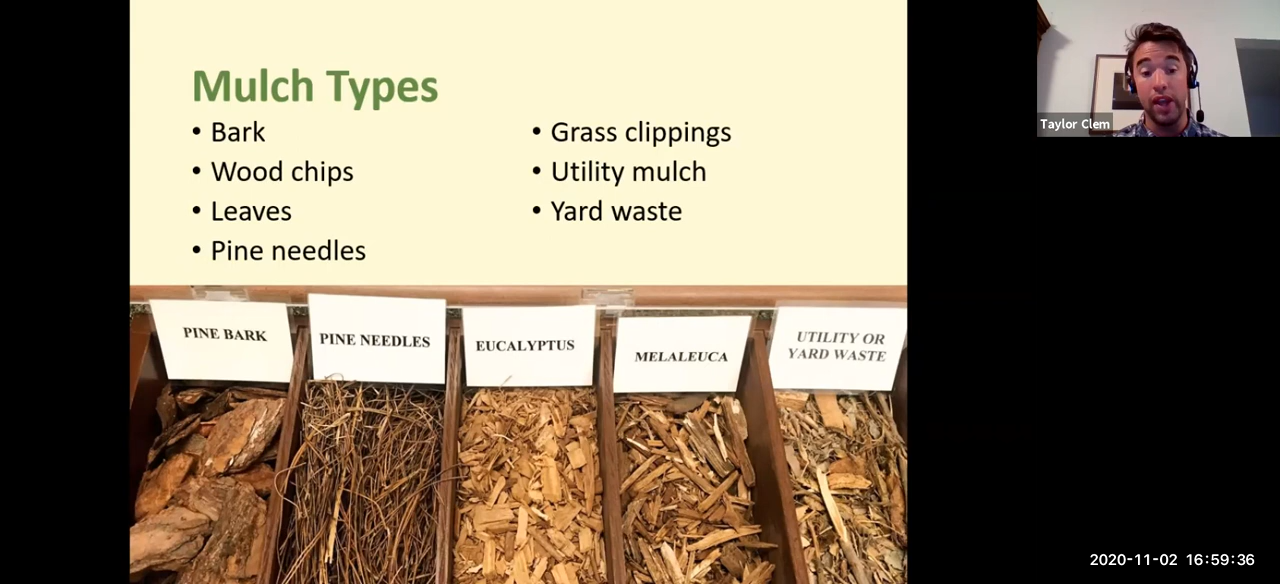 Mulch Types
• Bark
• Wood chips
• Leaves
• Pine needles
• Grass clippings
• Utility mulch
• Yard waste
PINE BARK
PINE NEEDLES
EUCALYPTUS
MELALEUCA
UTILITY OR
YARD WASTE
Taylor Clem
2020-11-02 16:59:36